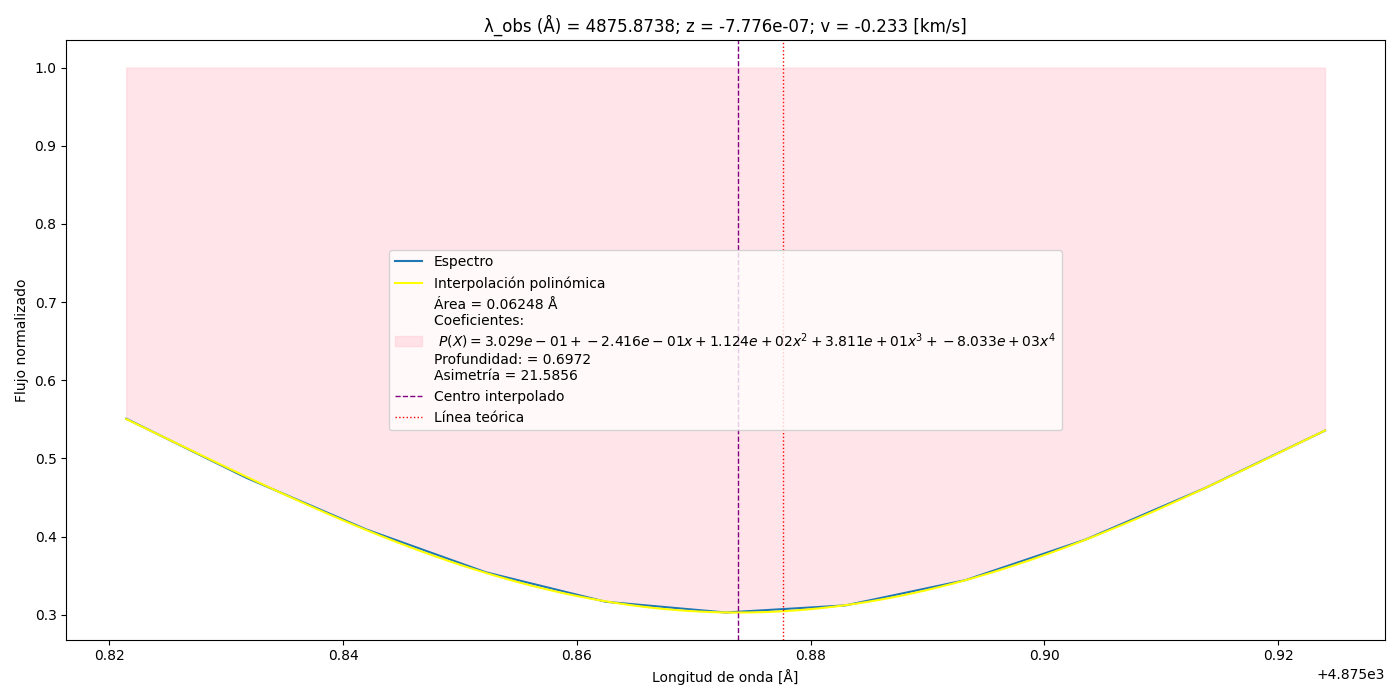 λ_obs (Å) = 4875.8738; z = -7.776e-07; v = -0.233 [km/s]
1.0
0.9
0.8
0.7
0.6
0.5
0.4
0.3
Flujo normalizado
Espectro
Interpolación polinómica
Área = 0.06248 Å
Coeficientes:
P(X) = 3.029e − 01 + −2.416e − 01x + 1.124e + 02x² + 3.811e + 01x³ + −8.033e + 03x⁴
Profundidad: = 0.6972
Asimetría = 21.5856
Centro interpolado
Línea teórica
0.82 0.84 0.86 0.88 0.90 0.92
+4.875e3
Longitud de onda [Å]